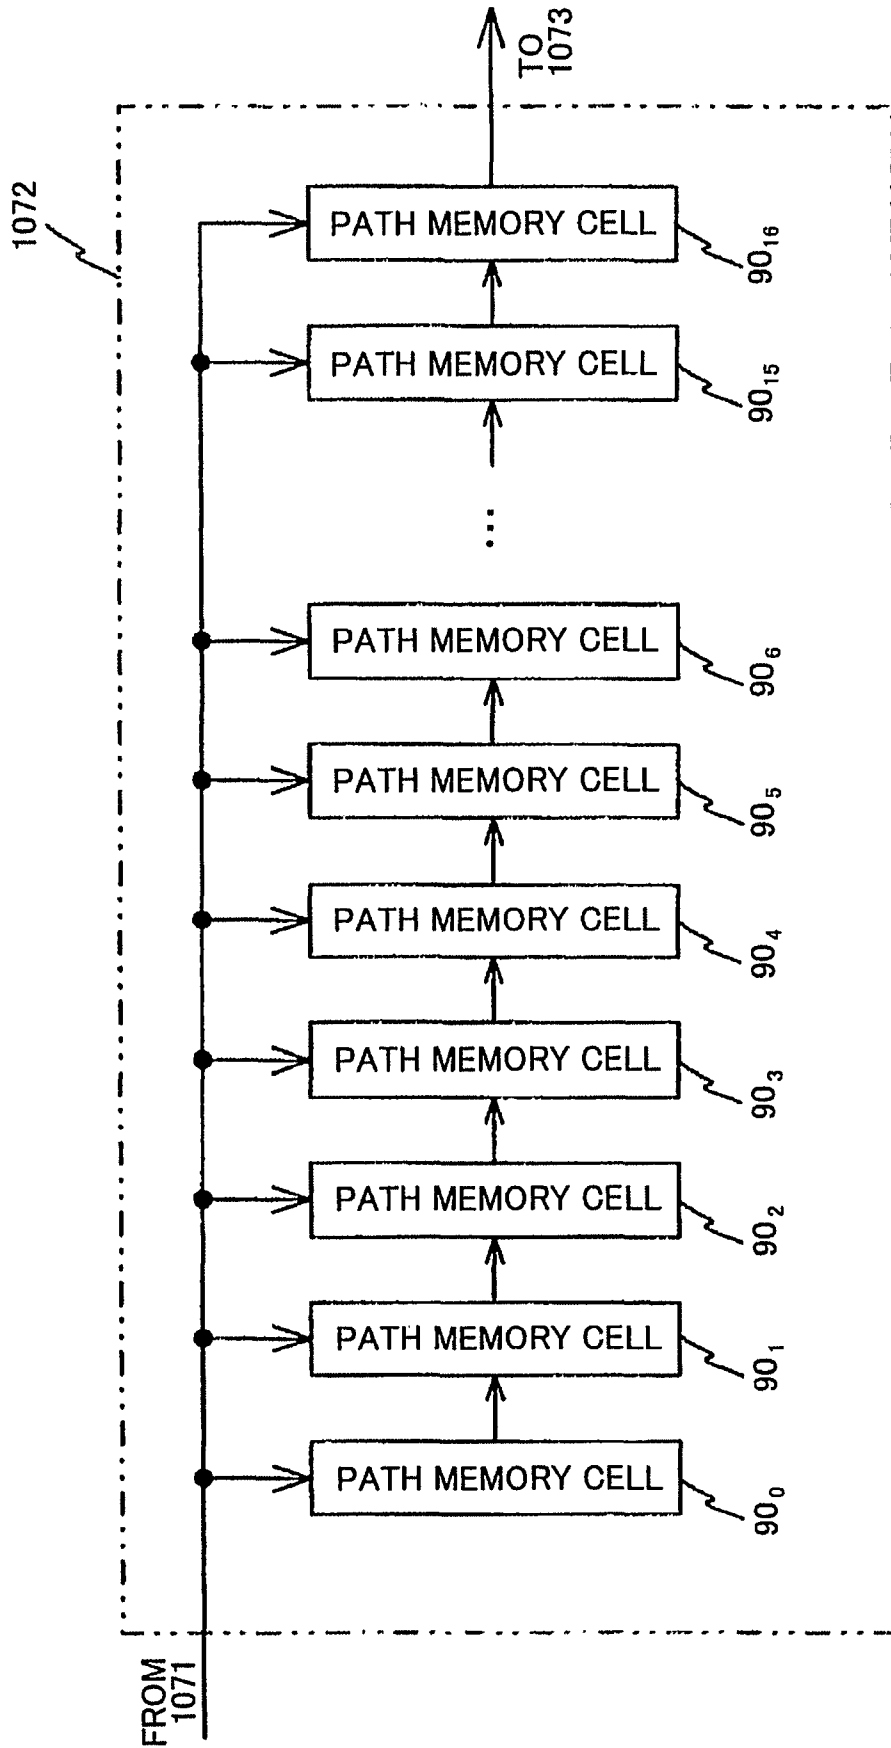 1072
FROM
1071
TO
1073
PATH MEMORY CELL
90₀
PATH MEMORY CELL
90₁
PATH MEMORY CELL
90₂
PATH MEMORY CELL
90₃
PATH MEMORY CELL
90₄
PATH MEMORY CELL
90₅
PATH MEMORY CELL
90₆
...
PATH MEMORY CELL
90₁₅
PATH MEMORY CELL
90₁₆